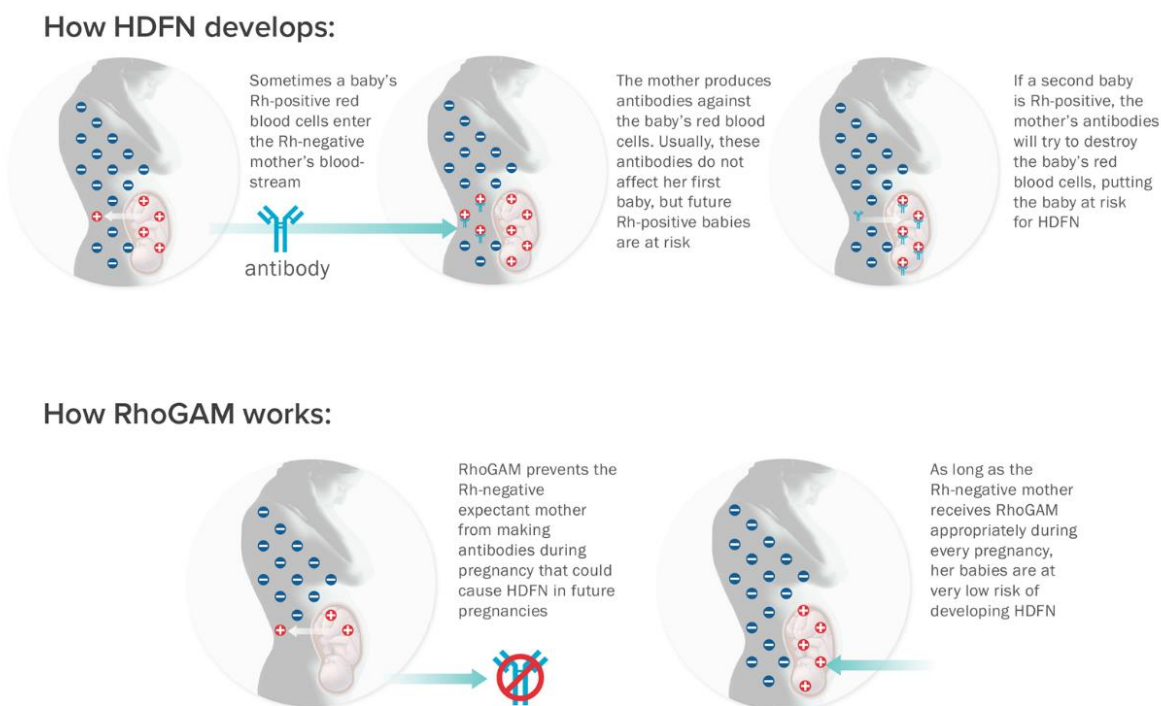 How HDFN develops:
Sometimes a baby's
Rh-positive red
blood cells enter
the Rh-negative
mother's blood-
stream
antibody
The mother produces
antibodies against
the baby's red blood
cells. Usually, these
antibodies do not
affect her first
baby, but future
Rh-positive babies
are at risk
If a second baby
is Rh-positive, the
mother's antibodies
will try to destroy
the baby's red
blood cells, putting
the baby at risk
for HDFN
How RhoGAM works:
RhoGAM prevents the
Rh-negative
expectant mother
from making
antibodies during
pregnancy that could
cause HDFN in future
pregnancies
As long as the
Rh-negative mother
receives RhoGAM
appropriately during
every pregnancy,
her babies are at
very low risk of
developing HDFN